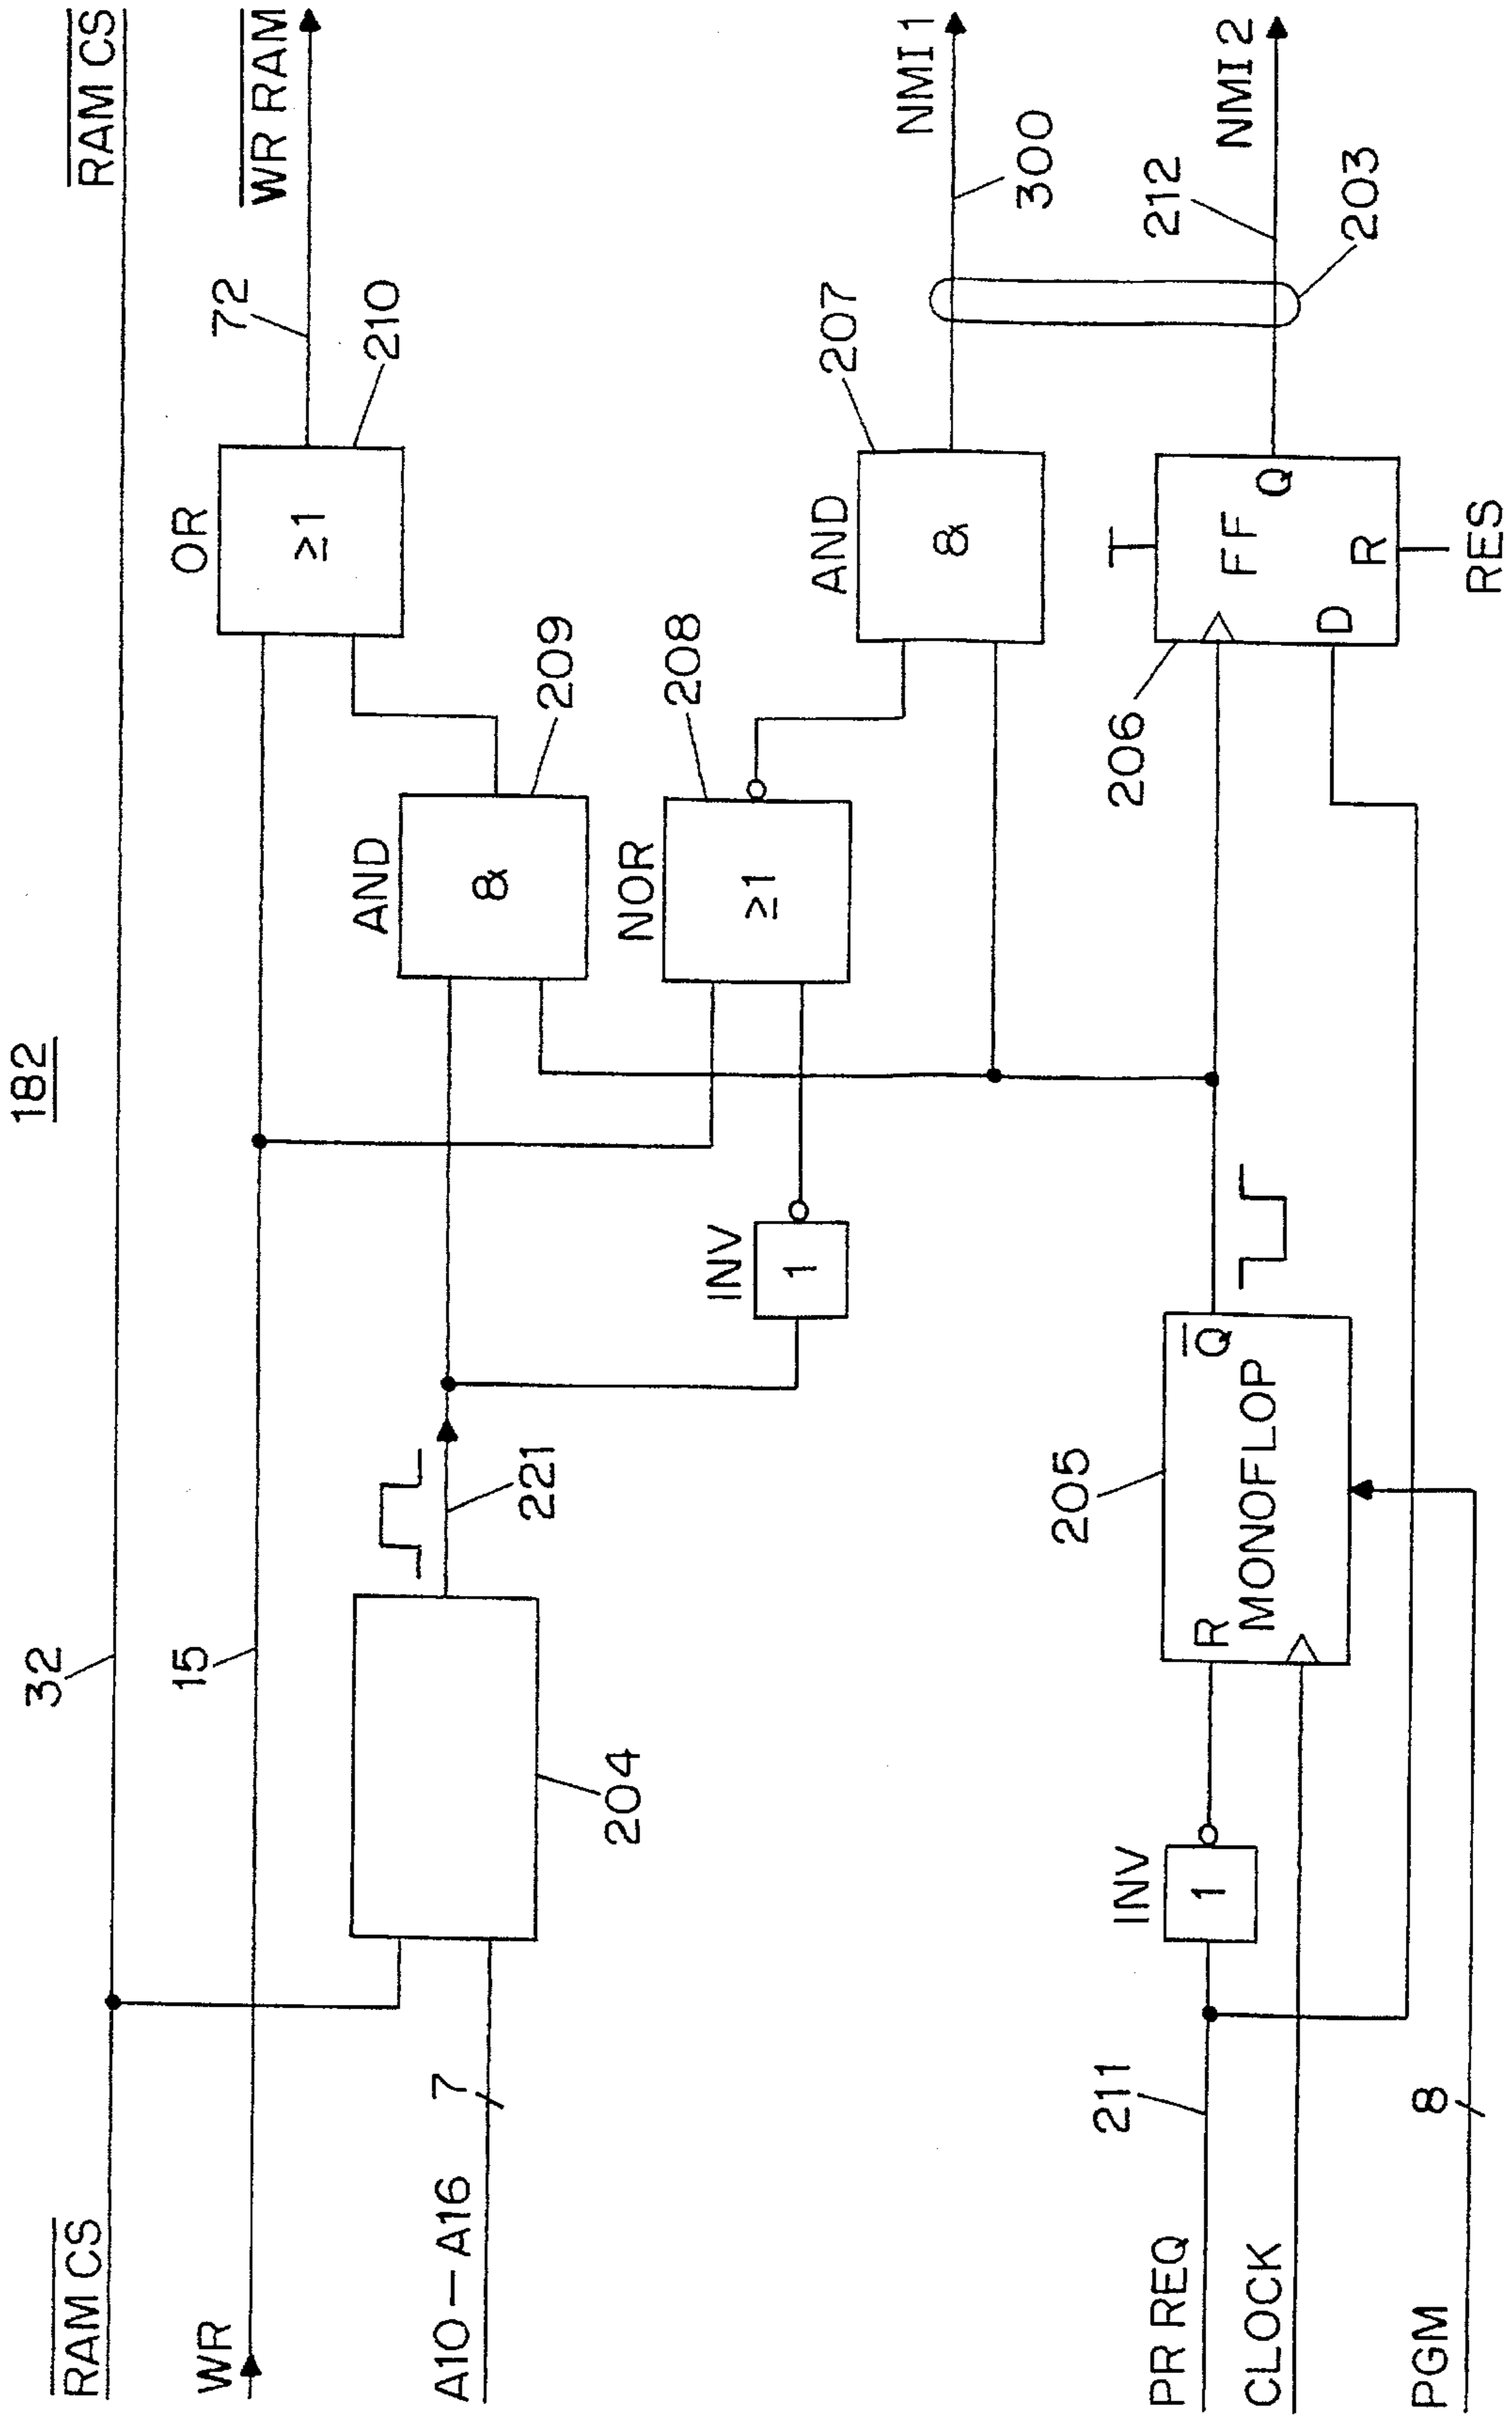 182
RAM CS
32
RAM CS
WR
15
72
WR RAM
OR
≥1
210
A10-A16
7
204
221
AND
&
209
INV
1
NOR
≥1
208
AND
&
207
NMI 1
300
PR REQ
211
INV
1
R
Q
MONOFLOP
205
206
FF
Q
D
R
RES
212
NMI 2
203
CLOCK
PGM
8